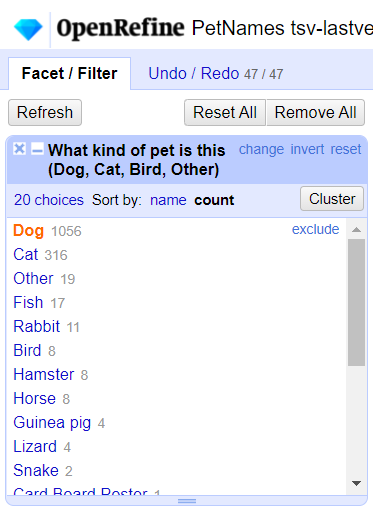 OpenRefine PetNames tsv-lastve
Facet / Filter Undo / Redo 47 / 47
Refresh Reset All Remove All
What kind of pet is this (Dog, Cat, Bird, Other) change invert reset
20 choices Sort by: name count Cluster
Dog 1056 exclude
Cat 316
Other 19
Fish 17
Rabbit 11
Bird 8
Hamster 8
Horse 8
Guinea pig 4
Lizard 4
Snake 2
Card Board Poster 1